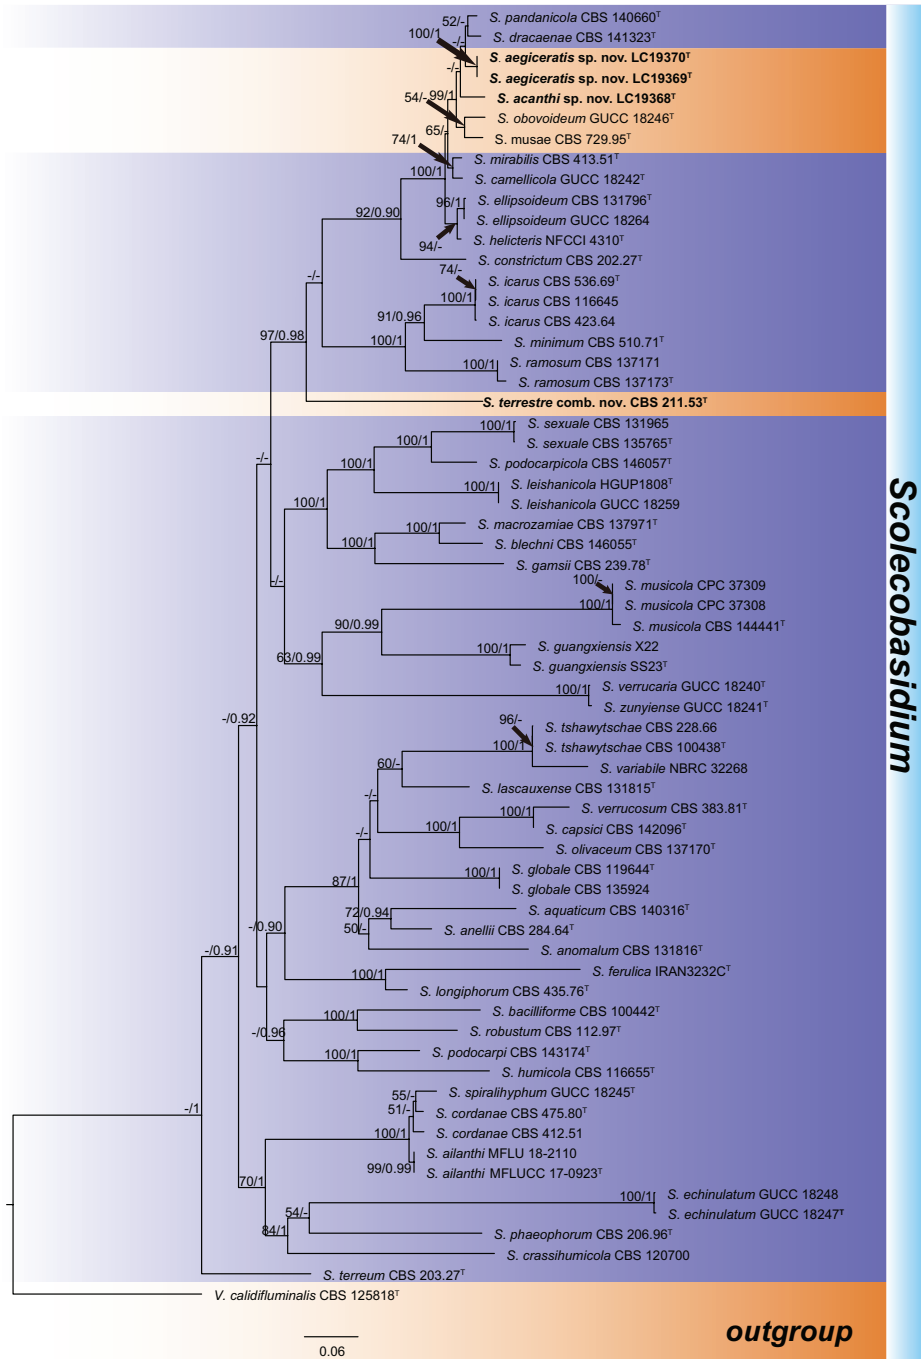 52/-
S. pandanicola CBS 140660ᵀ
S. dracaenae CBS 141323ᵀ
100/1
-/-
S. aegiceratis sp. nov. LC19370ᵀ
-/-
S. aegiceratis sp. nov. LC19369ᵀ
99/1
S. acanthi sp. nov. LC19368ᵀ
54/-
S. obovoideum GUCC 18246ᵀ
65/-
S. musae CBS 729.95ᵀ
74/1
S. mirabilis CBS 413.51ᵀ
100/1
S. camellicola GUCC 18242ᵀ
96/1
S. ellipsoideum CBS 131796ᵀ
92/0.90
S. ellipsoideum GUCC 18264
94/-
S. helicteris NFCCI 4310ᵀ
S. constrictum CBS 202.27ᵀ
-/-
74/-
S. icarus CBS 536.69ᵀ
100/1
S. icarus CBS 116645
91/0.96
S. icarus CBS 423.64
97/0.98
100/1
S. minimum CBS 510.71ᵀ
100/1
S. ramosum CBS 137171
S. ramosum CBS 137173ᵀ
S. terrestre comb. nov. CBS 211.53ᵀ
100/1
S. sexuale CBS 131965
100/1
S. sexuale CBS 135765ᵀ
-/-
100/1
S. podocarpicola CBS 146057ᵀ
100/1
S. leishanicola HGUP1808ᵀ
100/1
S. leishanicola GUCC 18259
100/1
S. macrozamiae CBS 137971ᵀ
100/1
S. blechni CBS 146055ᵀ
S. gamsii CBS 239.78ᵀ
-/-
100/-
S. musicola CPC 37309
100/1
S. musicola CPC 37308
90/0.99
S. musicola CBS 144441ᵀ
63/0.99
100/1
S. guangxiensis X22
S. guangxiensis SS23ᵀ
100/1
S. verrucaria GUCC 18240ᵀ
S. zunyiense GUCC 18241ᵀ
-/0.92
96/-
S. tshawytschae CBS 228.66
100/1
S. tshawytschae CBS 100438ᵀ
60/-
S. variabile NBRC 32268
S. lascauxense CBS 131815ᵀ
-/-
S. verrucosum CBS 383.81ᵀ
100/1
100/1
S. capsici CBS 142096ᵀ
-/-
S. olivaceum CBS 137170ᵀ
100/1
S. globale CBS 119644ᵀ
87/1
S. globale CBS 135924
72/0.94
S. aquaticum CBS 140316ᵀ
-/0.90
50/-
S. anellii CBS 284.64ᵀ
S. anomalum CBS 131816ᵀ
-/0.91
100/1
S. ferulica IRAN3232Cᵀ
S. longiphorum CBS 435.76ᵀ
100/1
S. bacilliforme CBS 100442ᵀ
-/0.96
S. robustum CBS 112.97ᵀ
100/1
S. podocarpi CBS 143174ᵀ
S. humicola CBS 116655ᵀ
55/-
S. spiralihyphum GUCC 18245ᵀ
-/1
51/-
S. cordanae CBS 475.80ᵀ
100/1
S. cordanae CBS 412.51
S. ailanthi MFLU 18-2110
99/0.99
S. ailanthi MFLUCC 17-0923ᵀ
70/1
100/1
S. echinulatum GUCC 18248
54/-
S. echinulatum GUCC 18247ᵀ
84/1
S. phaeophorum CBS 206.96ᵀ
S. crassihumicola CBS 120700
S. terreum CBS 203.27ᵀ
V. calidifluminalis CBS 125818ᵀ
Scolecobasidium
outgroup
0.06